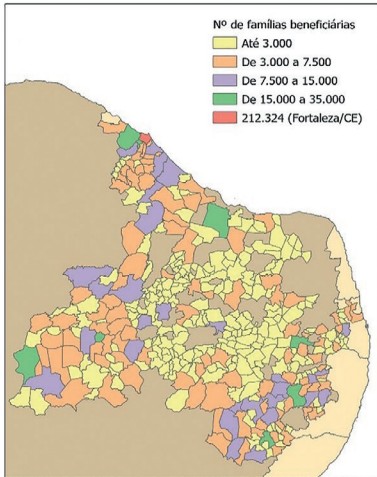 Nº de famílias beneficiárias
Até 3.000
De 3.000 a 7.500
De 7.500 a 15.000
De 15.000 a 35.000
212.324 (Fortaleza/CE)